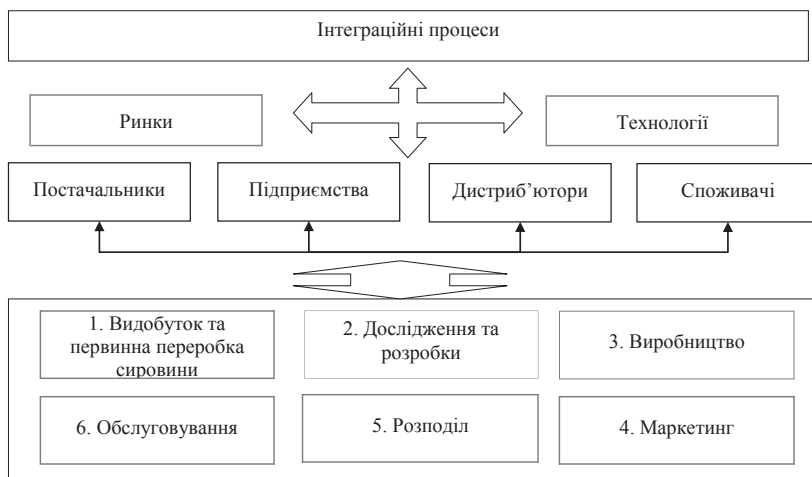 Інтеграційні процеси
Ринки
Технології
Постачальники
Підприємства
Дистриб’ютори
Споживачі
1. Видобуток та
первинна переробка
сировини
2. Дослідження та
розробки
3. Виробництво
6. Обслуговування
5. Розподіл
4. Маркетинг